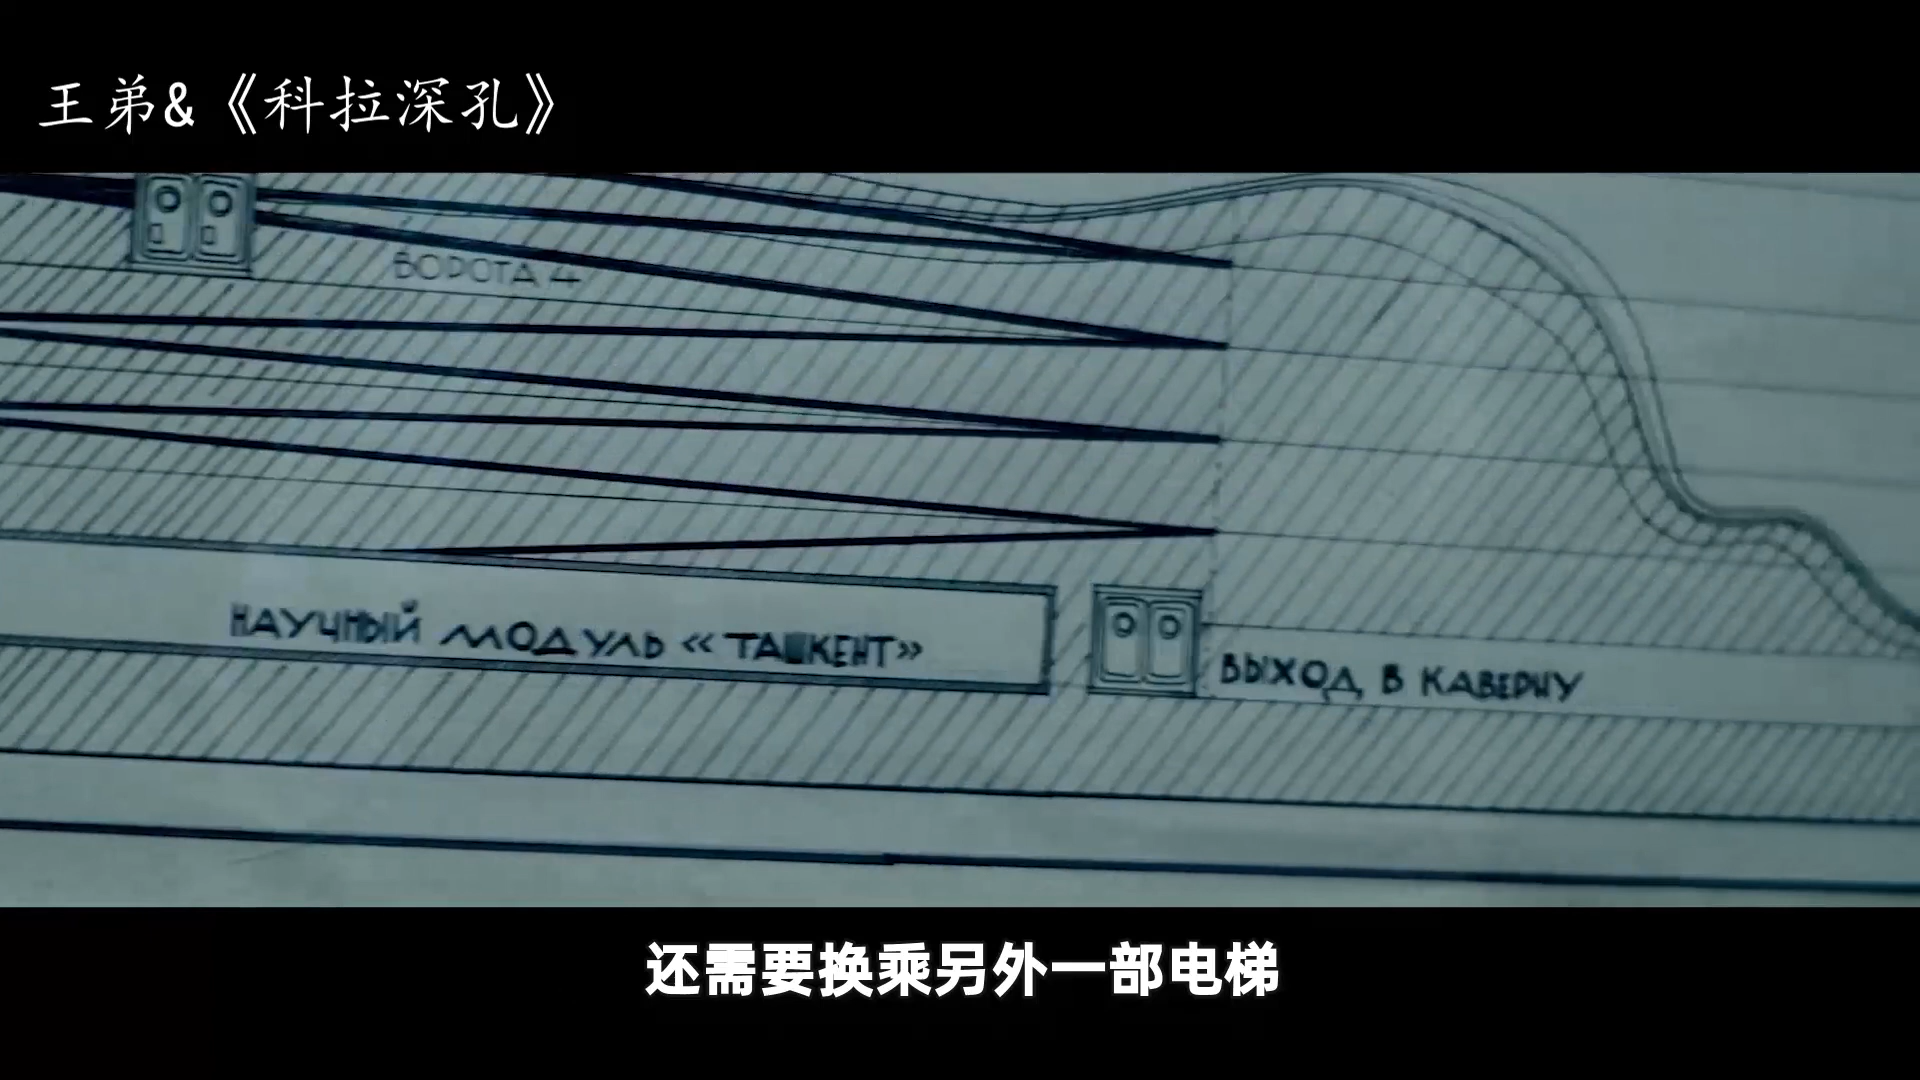 王弟&《科拉深孔》
ВОРОТА 4
НАУЧНЫЙ МОДУЛЬ «ТАШКЕНТ»
ВЫХОД В КАВЕРНУ
还需要换乘另外一部电梯